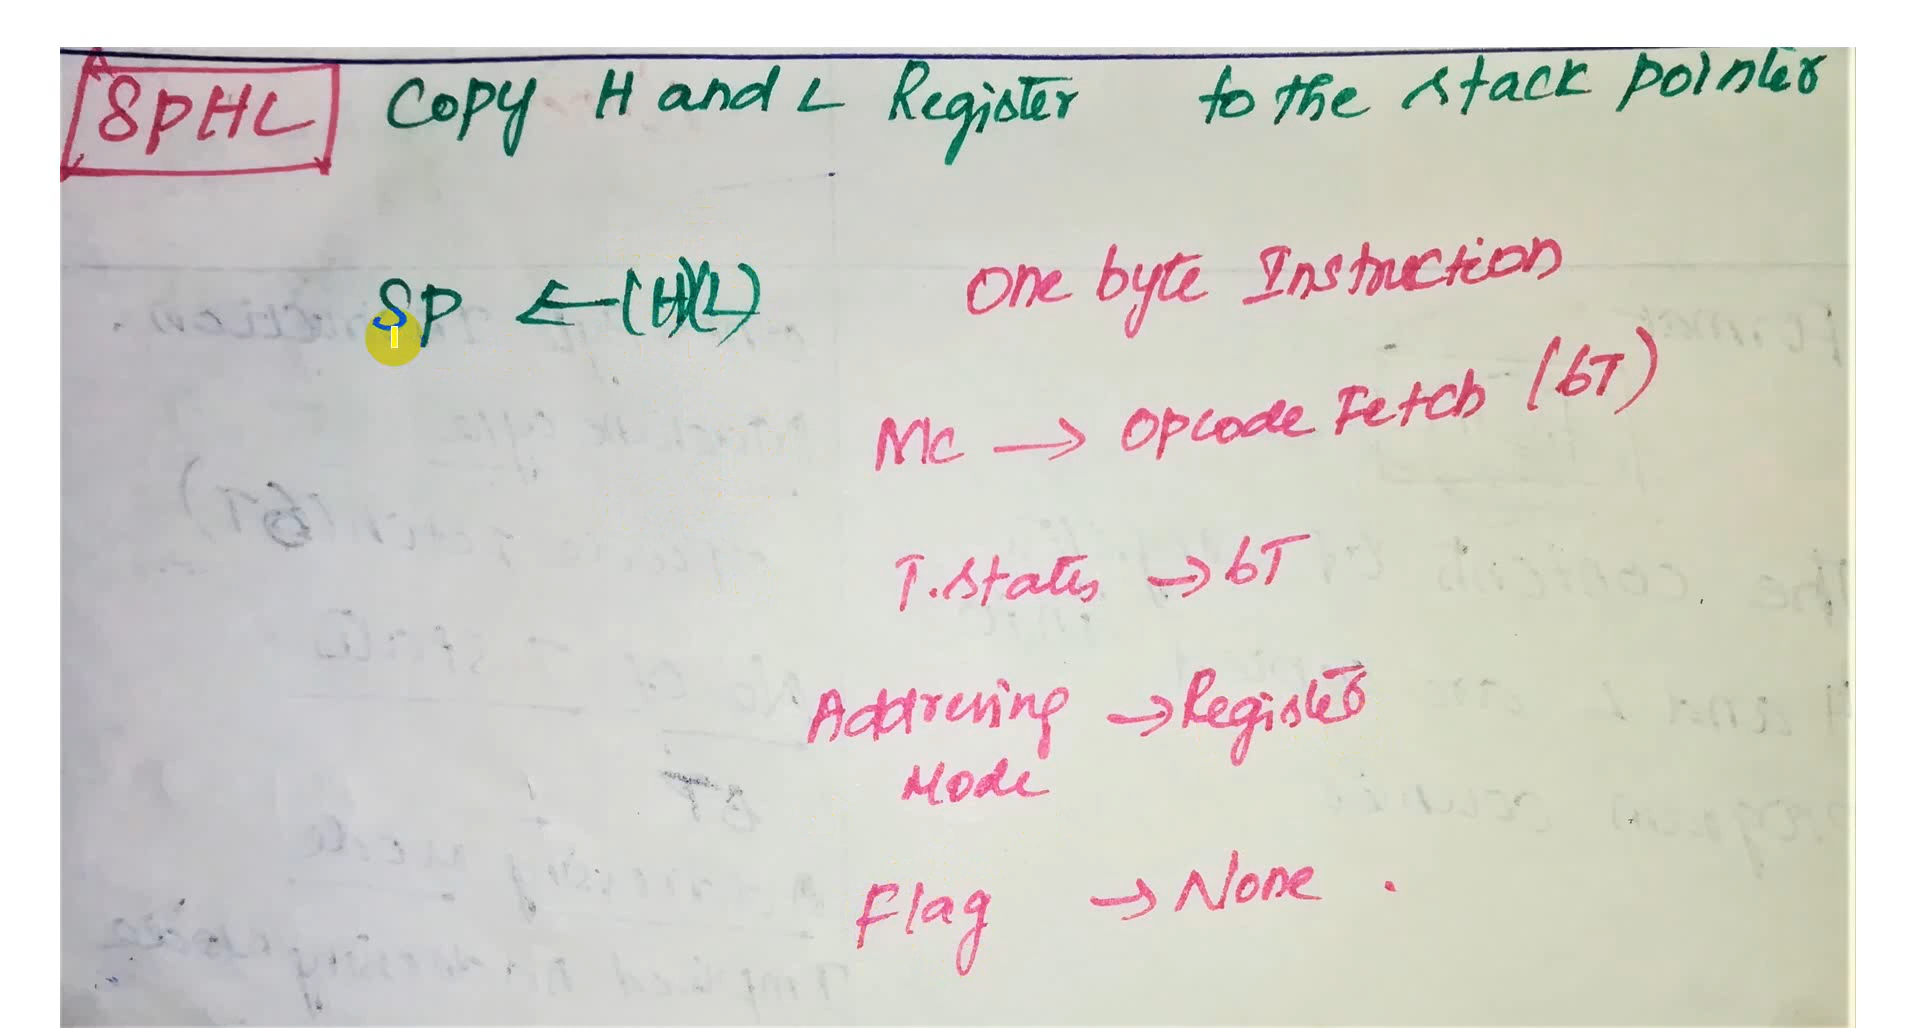 SPHL Copy H and L Register to the stack pointer
SP ← (H)(L)
One byte Instruction
MC → Opcode Fetch (6T)
T.states → 6T
Addressing → Register
Mode
Flag → None .